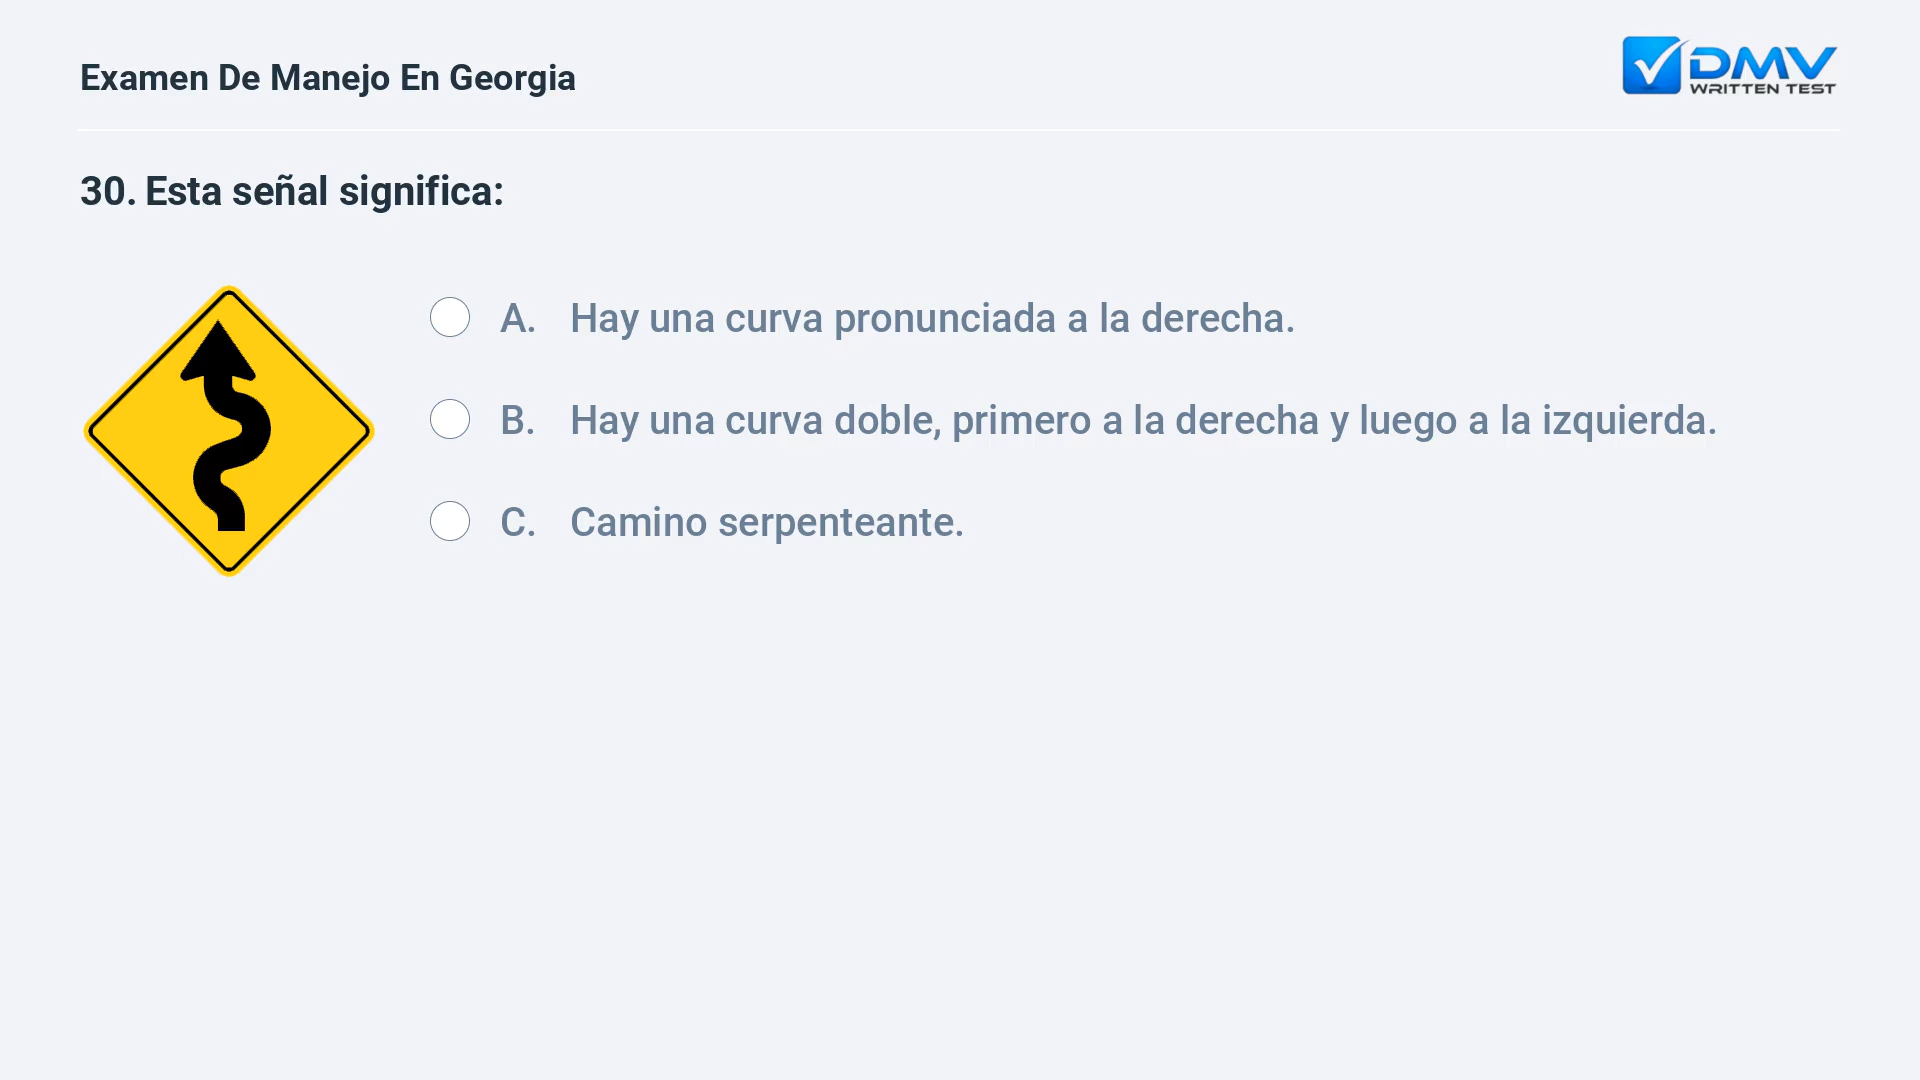 Examen De Manejo En Georgia
DMV
WRITTEN TEST
30. Esta señal significa:
A. Hay una curva pronunciada a la derecha.
B. Hay una curva doble, primero a la derecha y luego a la izquierda.
C. Camino serpenteante.